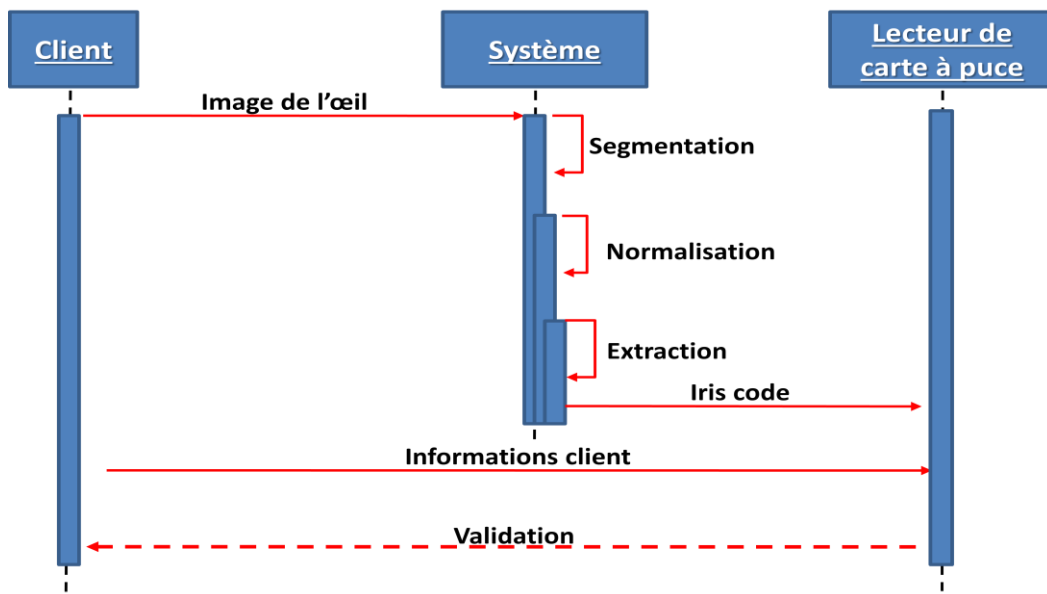 Client
Système
Lecteur de
carte à puce
Image de l’œil
Segmentation
Normalisation
Extraction
Iris code
Informations client
Validation